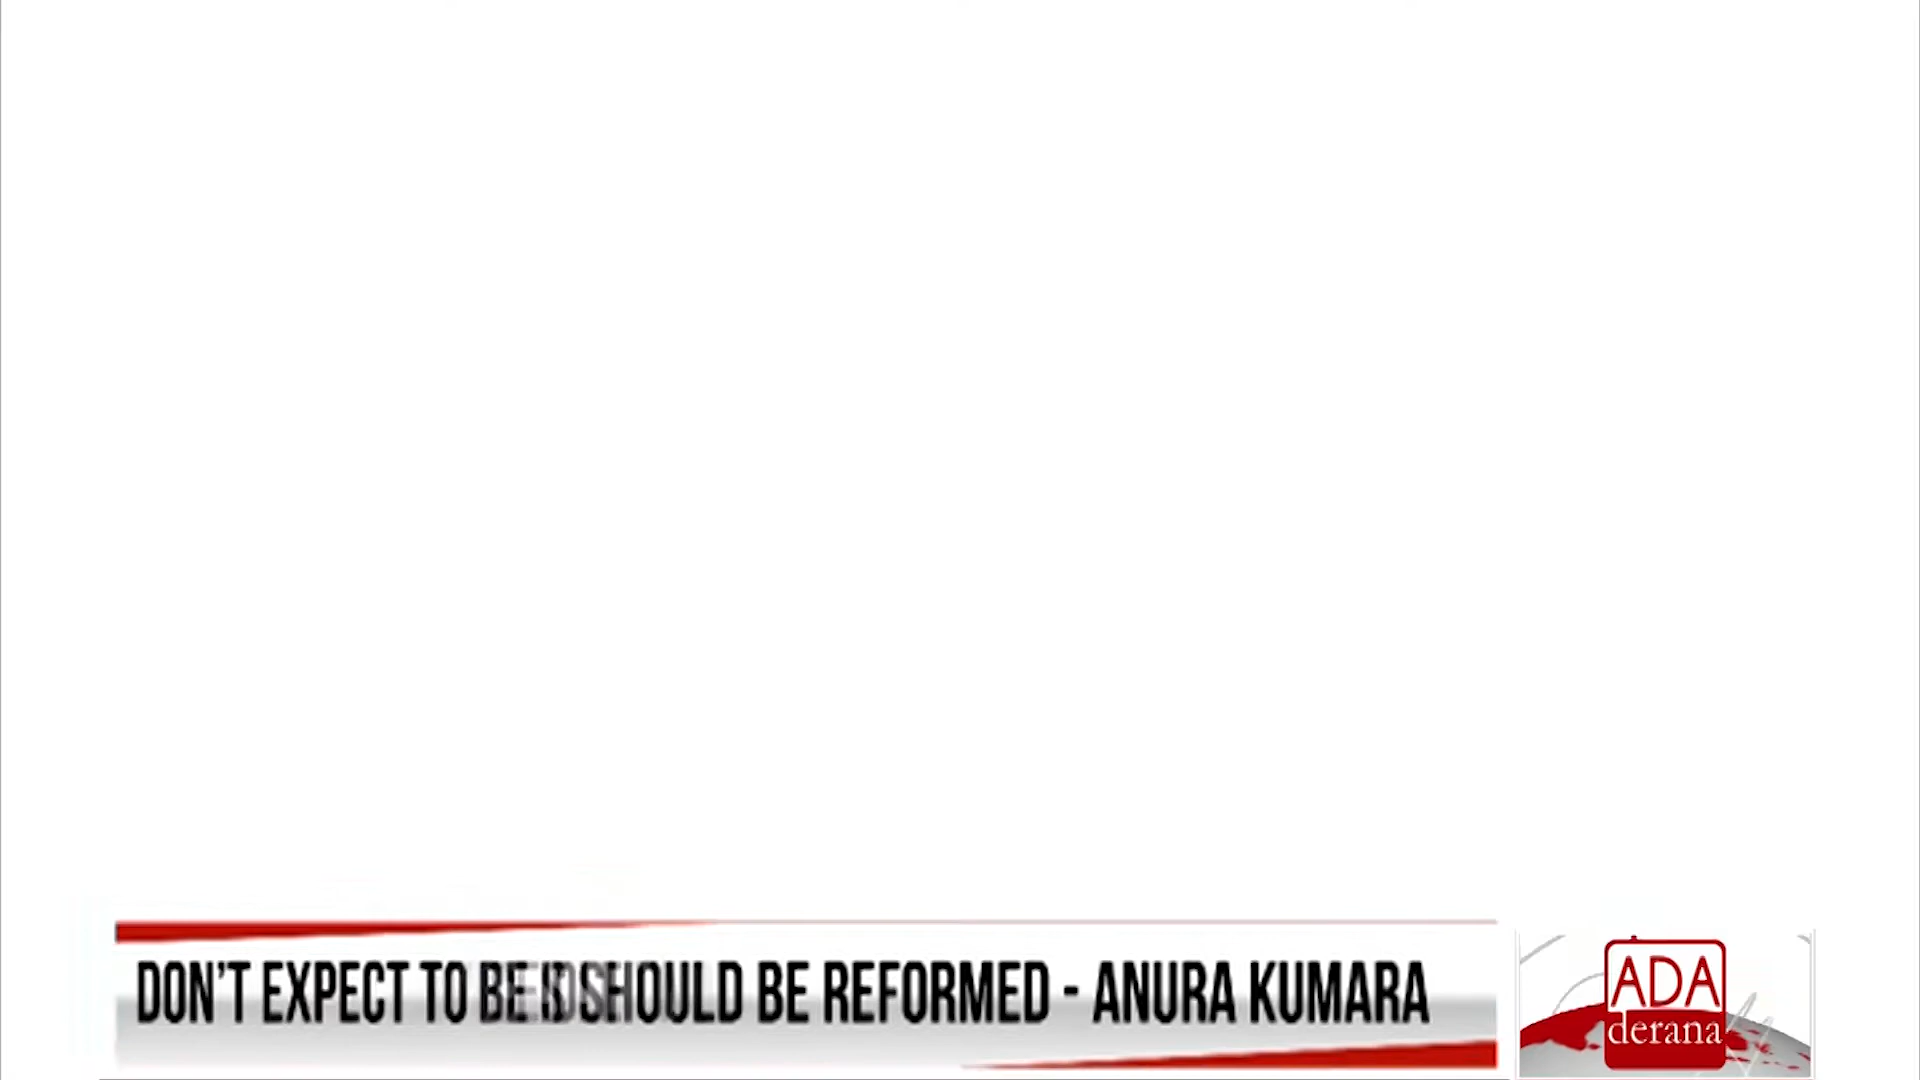 DON'T EXPECT TO BE SHOULD BE REFORMED - ANURA KUMARA
ADA
derana